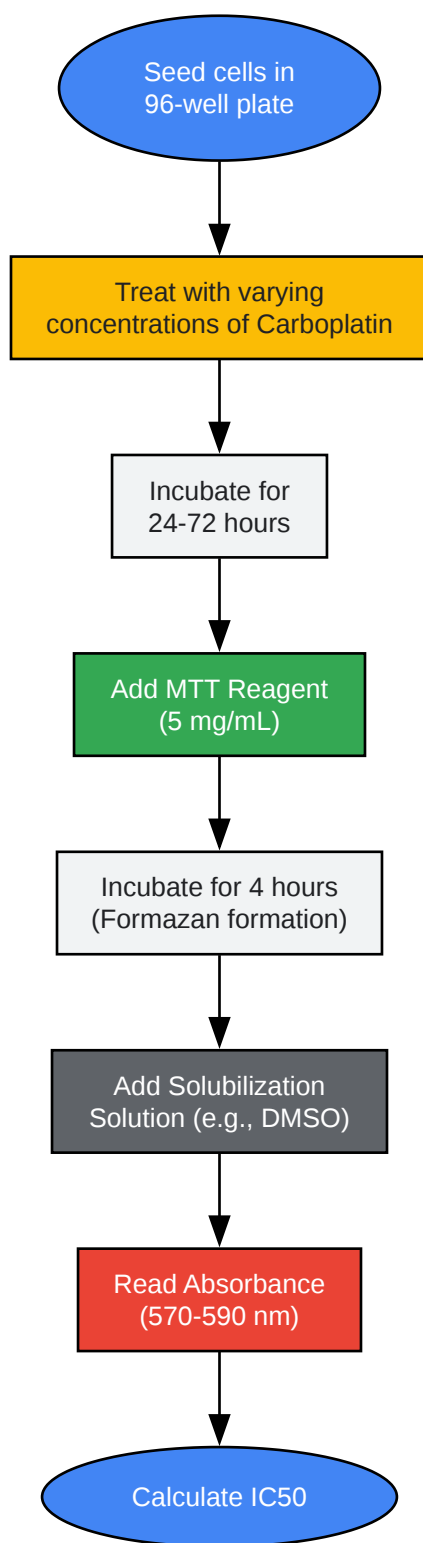 Seed cells in
96-well plate
Treat with varying
concentrations of Carboplatin
Incubate for
24-72 hours
Add MTT Reagent
(5 mg/mL)
Incubate for 4 hours
(Formazan formation)
Add Solubilization
Solution (e.g., DMSO)
Read Absorbance
(570-590 nm)
Calculate IC50